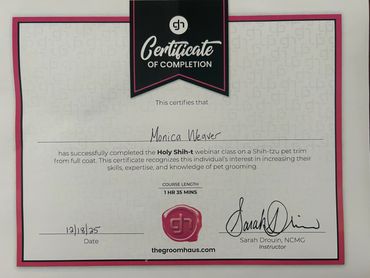 gh
Certificate
OF COMPLETION
This certifies that
Monica Weaver
has successfully completed the Holy Shih-t webinar class on a Shih-tzu pet trim
from full coat. This certificate recognizes this individual's interest in increasing their
skills, expertise, and knowledge of pet grooming.
COURSE LENGTH
1 HR 35 MINS
12/18/25
Date
gh
Sarah Drouin
Sarah Drouin, NCMG
Instructor
thegroomhaus.com